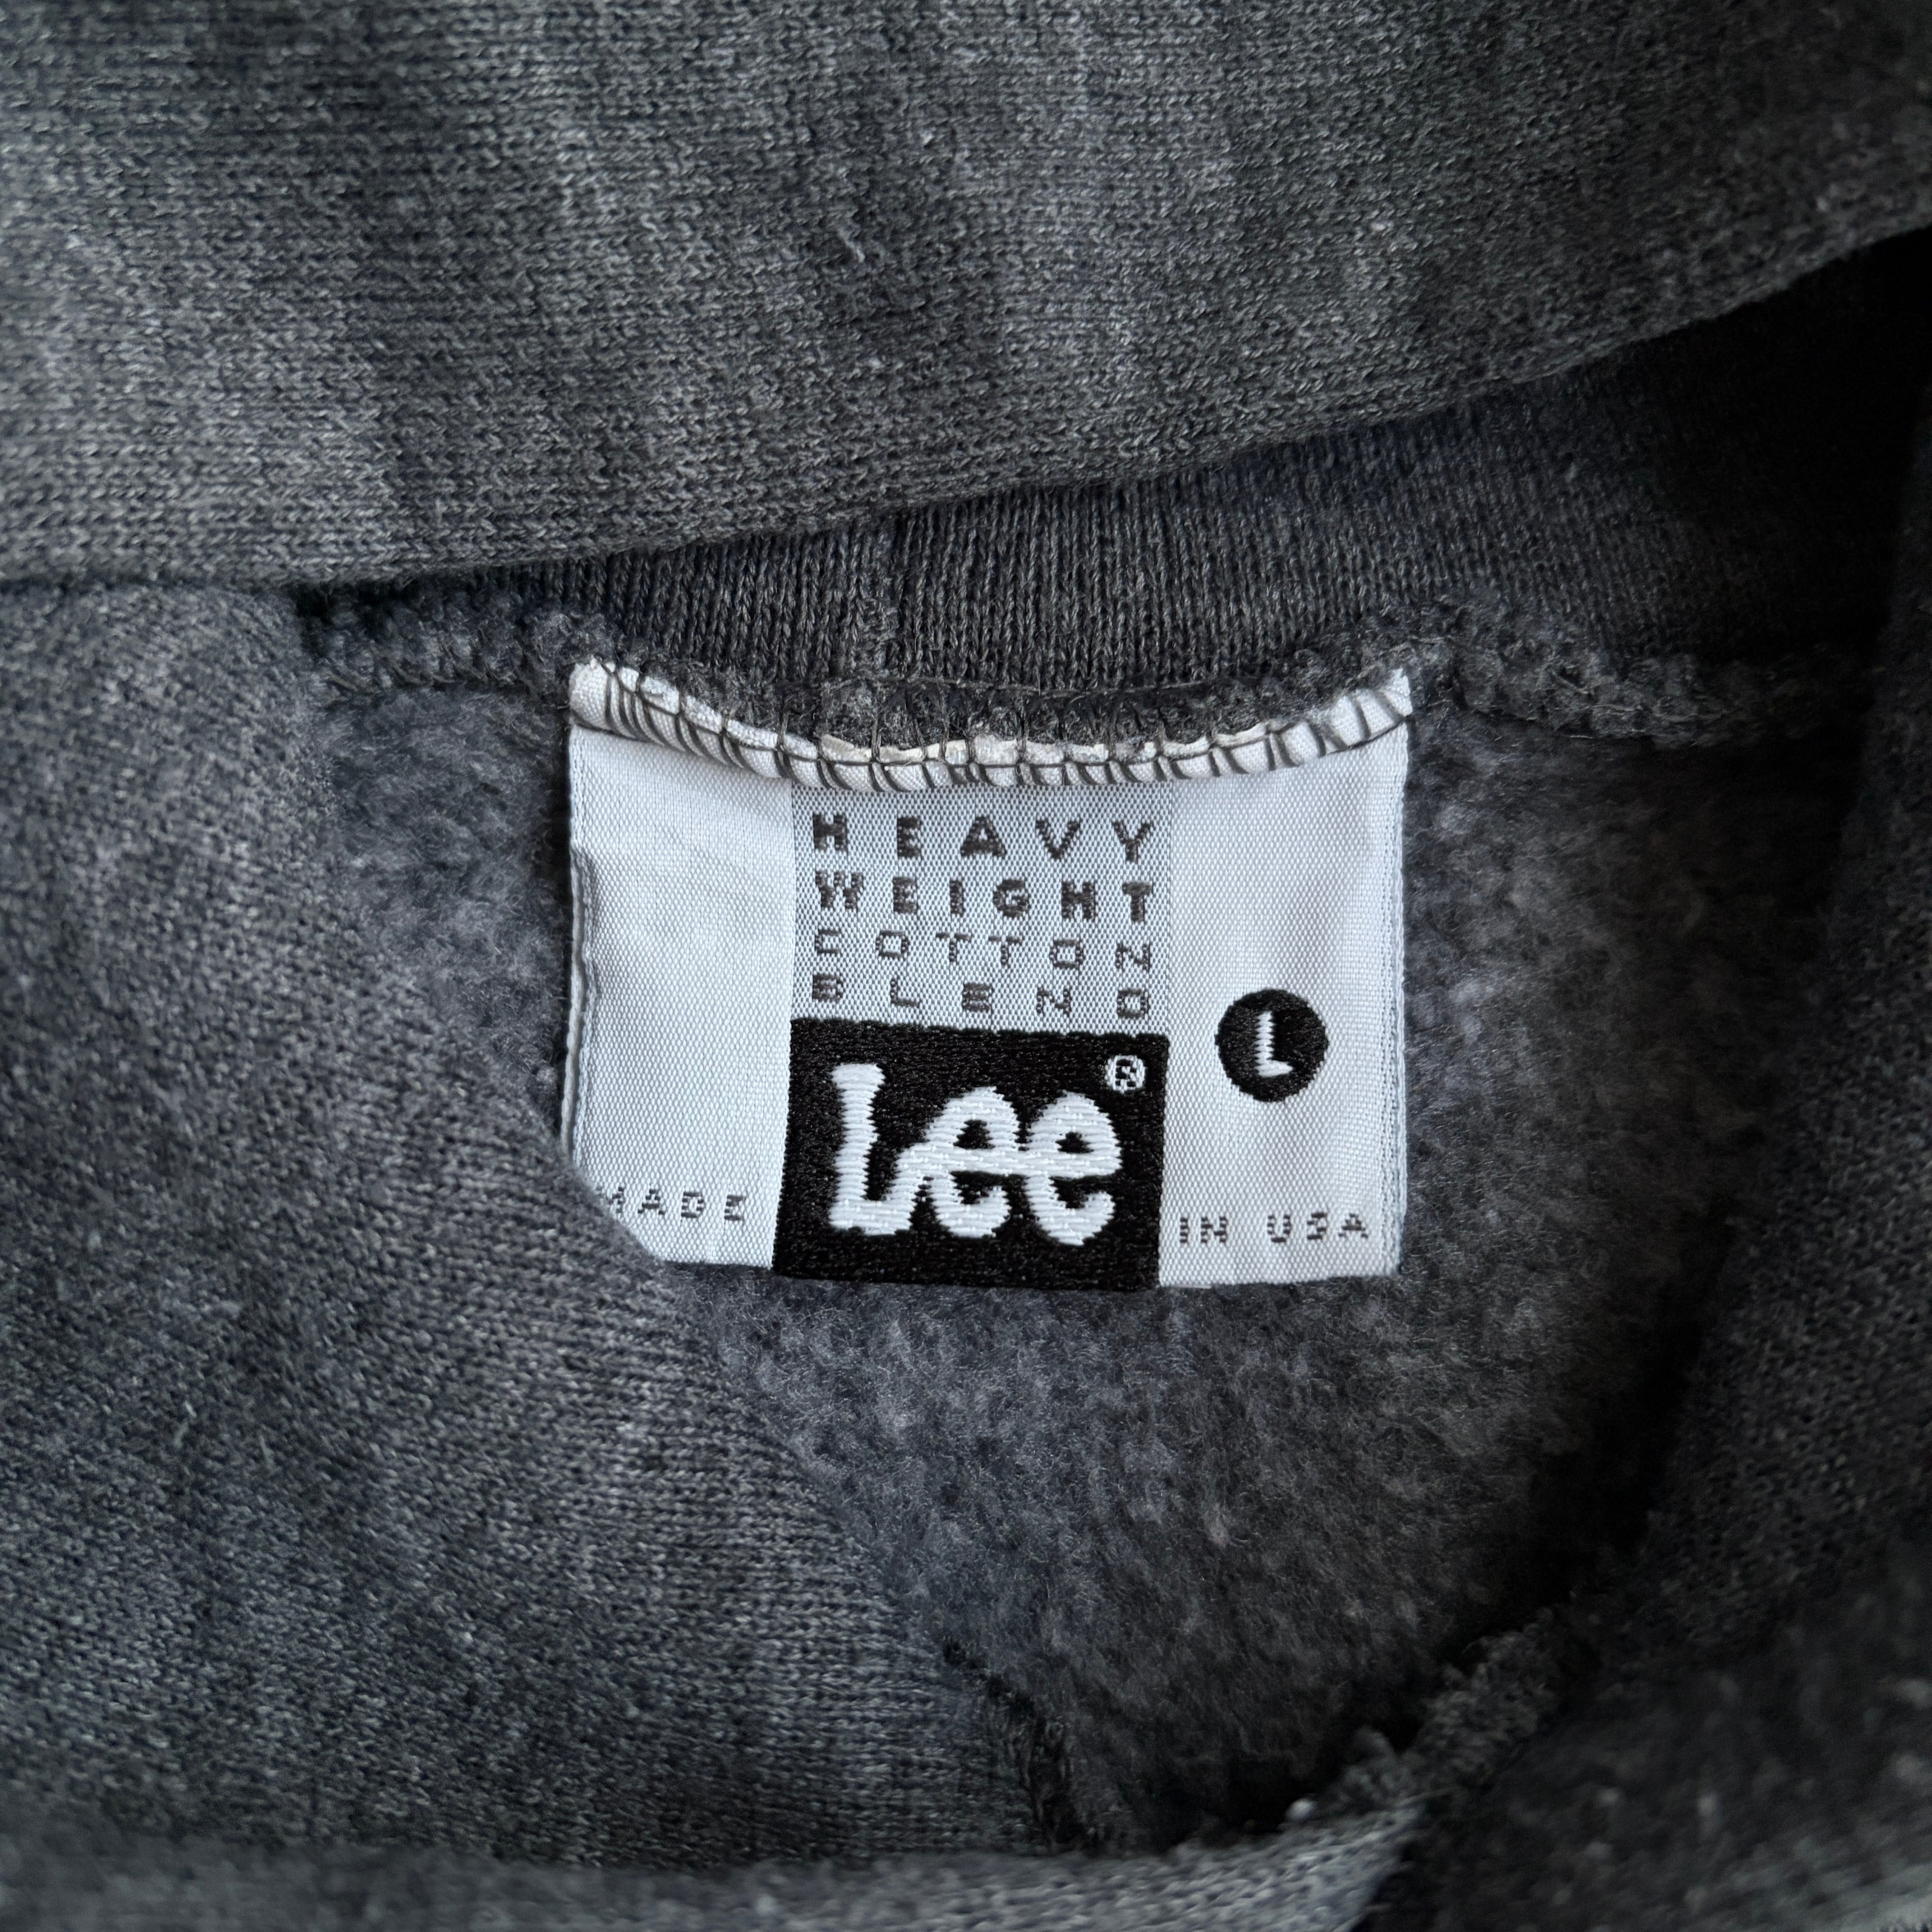 HEAVY
WEIGHT
COTTON
BLEND
L
Lee®
MADE IN USA